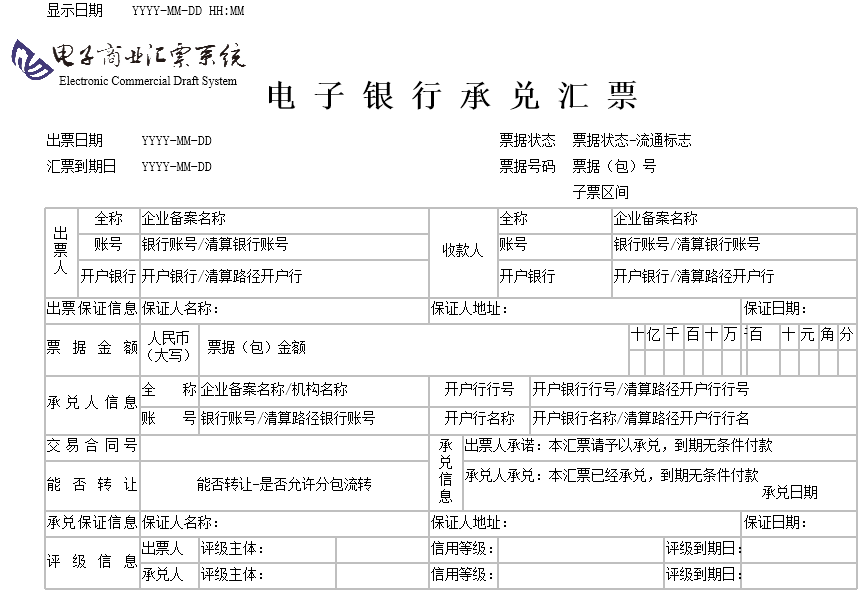 显示日期 YYYY-MM-DD HH:MM
电子商业汇票系统
Electronic Commercial Draft System
电子银行承兑汇票
出票日期 YYYY-MM-DD 票据状态 票据状态-流通标志
汇票到期日 YYYY-MM-DD 票据号码 票据（包）号
子票区间
出票人 全称 企业备案名称 收款人 全称 企业备案名称
账号 银行账号/清算银行账号 账号 银行账号/清算银行账号
开户银行 开户银行/清算路径开户行 开户银行 开户银行/清算路径开户行
出票保证信息 保证人名称： 保证人地址： 保证日期：
票据金额 人民币（大写） 票据（包）金额 十 亿 千 百 十 万 百 十 元 角 分
承兑人信息 全称 企业备案名称/机构名称 开户行行号 开户银行行号/清算路径开户行行号
账号 银行账号/清算路径银行账号 开户行名称 开户银行名称/清算路径开户行行名
交易合同号 承兑信息 出票人承诺：本汇票请予以承兑，到期无条件付款
能否转让 能否转让-是否允许分包流转 承兑人承兑：本汇票已经承兑，到期无条件付款
承兑日期
承兑保证信息 保证人名称： 保证人地址： 保证日期：
评级信息 出票人 评级主体： 信用等级： 评级到期日：
承兑人 评级主体： 信用等级： 评级到期日：